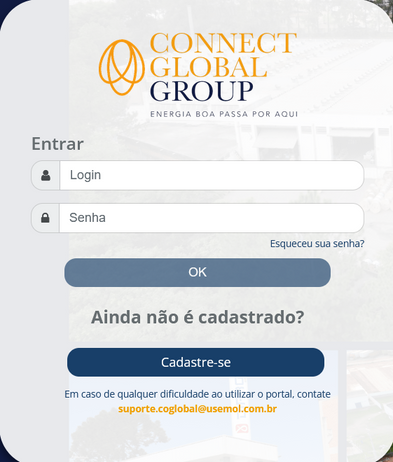 CONNECT
GLOBAL
GROUP
ENERGIA BOA PASSA POR AQUI
Entrar
Login
Senha
Esqueceu sua senha?
OK
Ainda não é cadastrado?
Cadastre-se
Em caso de qualquer dificuldade ao utilizar o portal, contate
suporte.coglobal@usemol.com.br